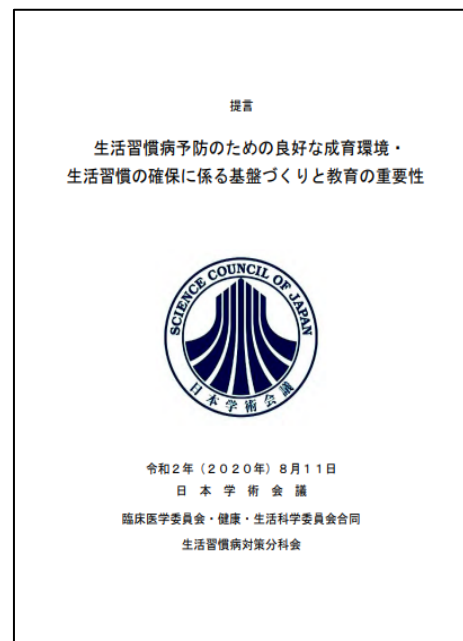 提言
生活習慣病予防のための良好な成育環境・
生活習慣の確保に係る基盤づくりと教育の重要性
SCIENCE COUNCIL OF JAPAN
日本学術会議
令和2年（2020年）8月11日
日 本 学 術 会 議
臨床医学委員会・健康・生活科学委員会合同
生活習慣病対策分科会